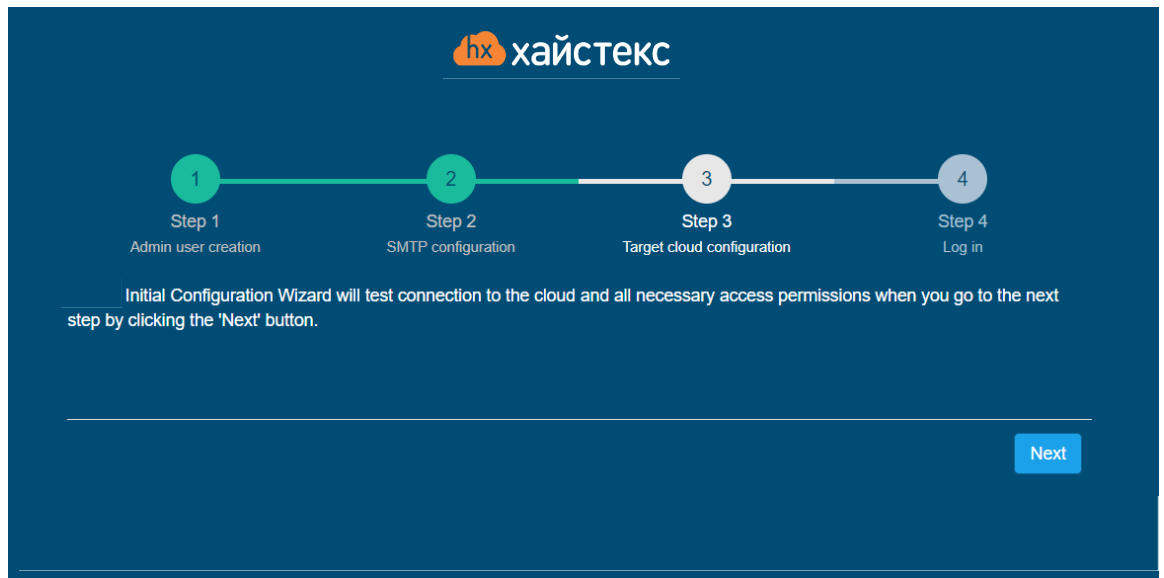 hx хайстекс
1
2
3
4
Step 1
Step 2
Step 3
Step 4
Admin user creation
SMTP configuration
Target cloud configuration
Log in
Initial Configuration Wizard will test connection to the cloud and all necessary access permissions when you go to the next
step by clicking the 'Next' button.
Next